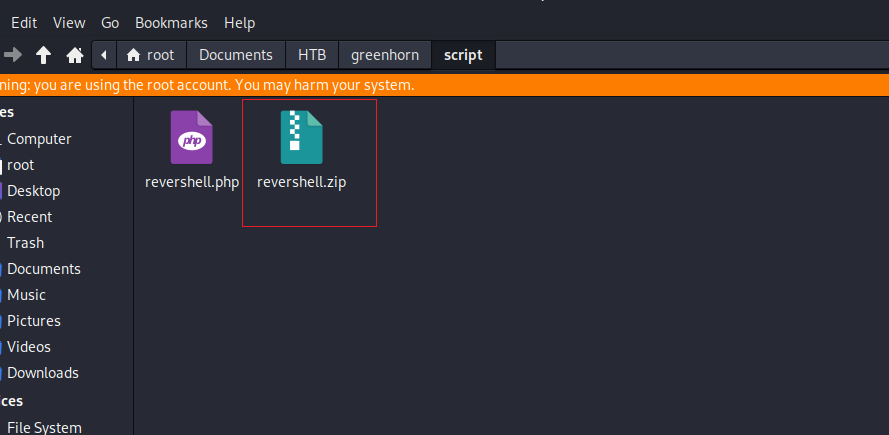 Edit View Go Bookmarks Help
root Documents HTB greenhorn script
ning: you are using the root account. You may harm your system.
es
Computer
root
Desktop
Recent
Trash
Documents
Music
Pictures
Videos
Downloads
ices
File System
php
revershell.php revershell.zip